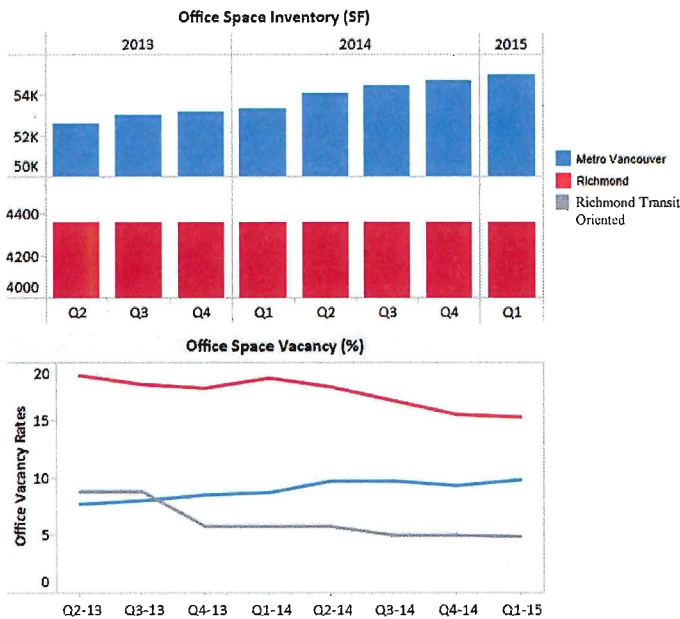 Office Space Inventory (SF)
2013 2014 2015
54K
52K
50K
4400
4200
4000
Q2 Q3 Q4 Q1 Q2 Q3 Q4 Q1
Metro Vancouver
Richmond
Richmond Transit
Oriented
Office Space Vacancy (%)
Office Vacancy Rates
20
15
10
5
0
Q2-13 Q3-13 Q4-13 Q1-14 Q2-14 Q3-14 Q4-14 Q1-15